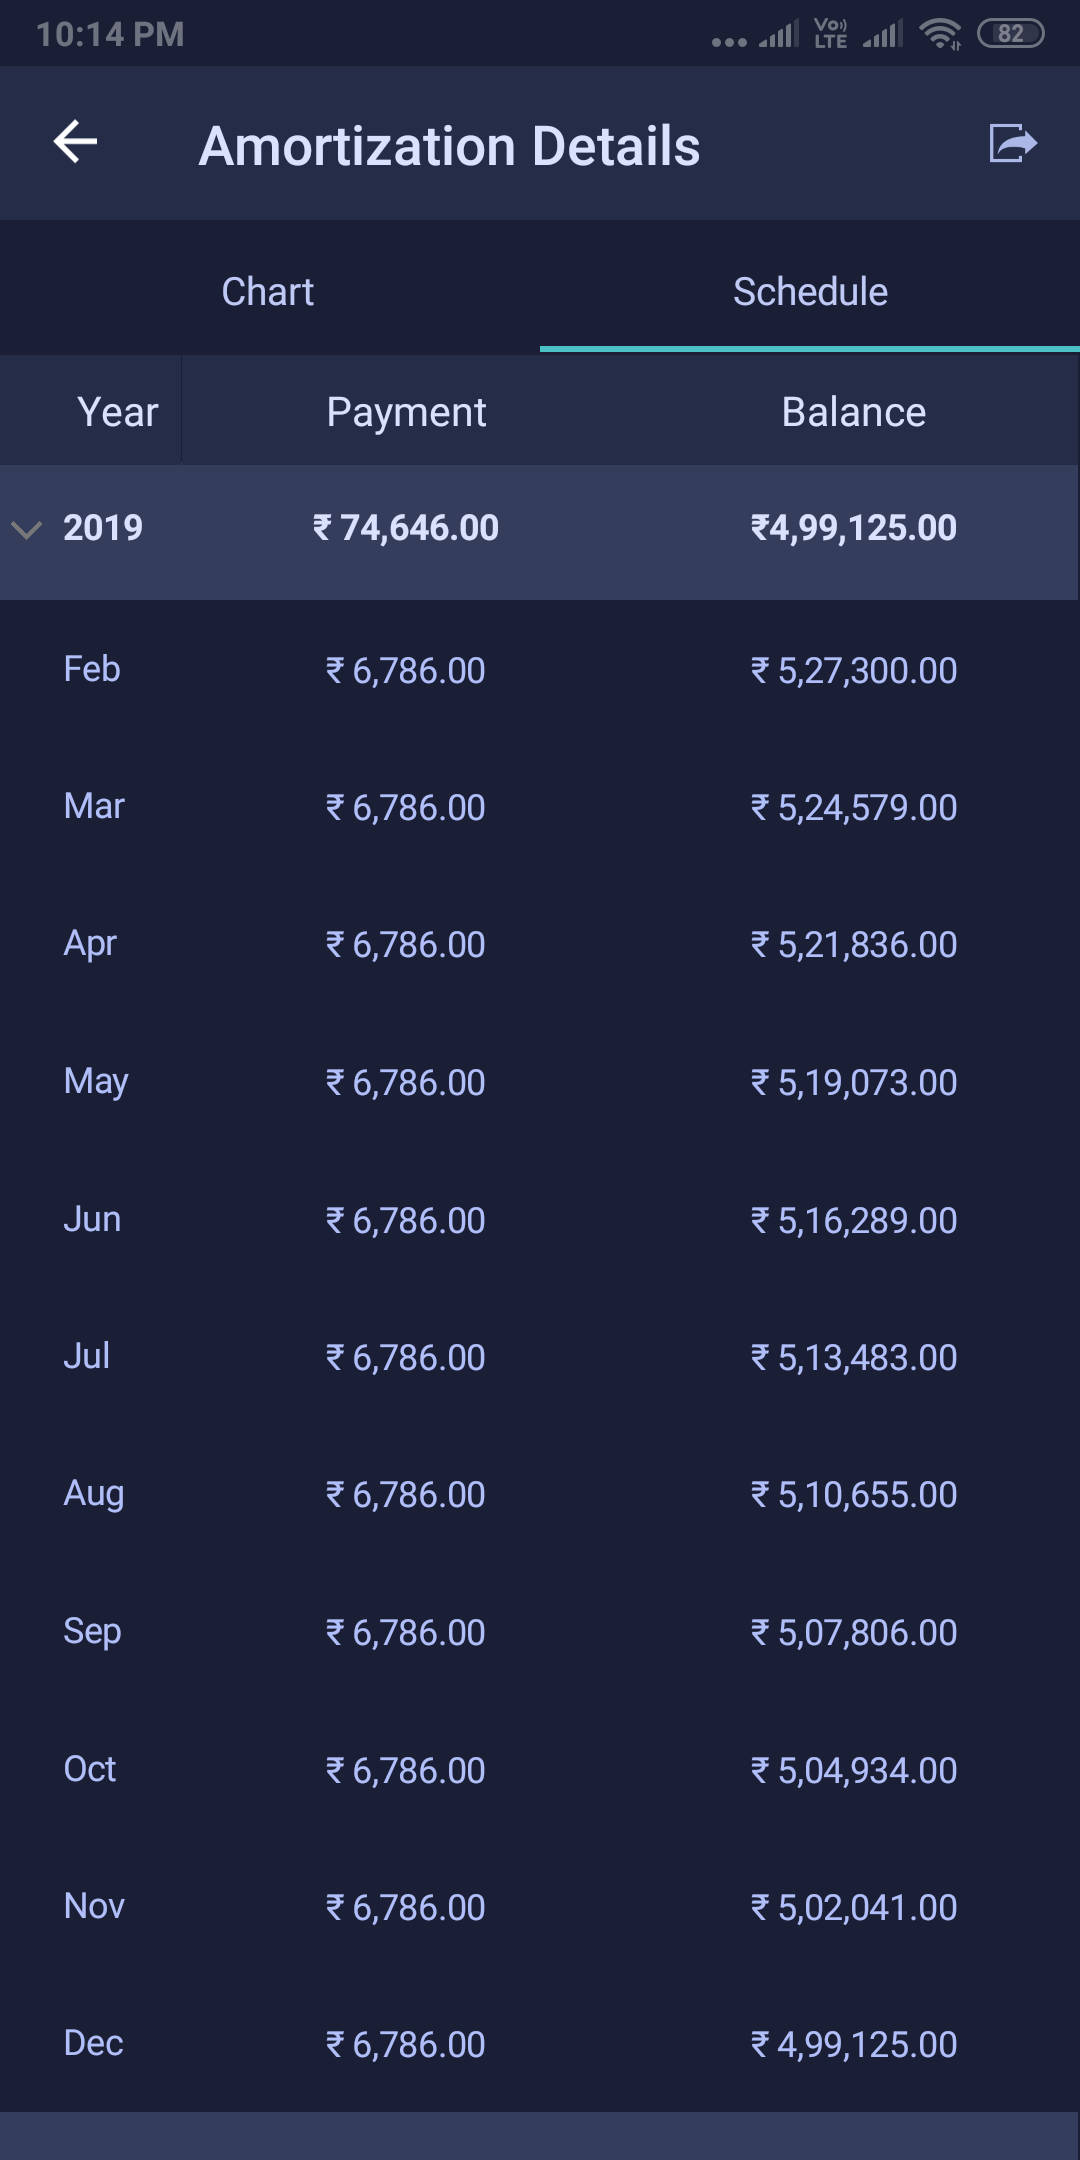 10:14 PM Vo)) LTE 82
Amortization Details
Chart Schedule
Year Payment Balance
2019 ₹ 74,646.00 ₹4,99,125.00
Feb ₹ 6,786.00 ₹ 5,27,300.00
Mar ₹ 6,786.00 ₹ 5,24,579.00
Apr ₹ 6,786.00 ₹ 5,21,836.00
May ₹ 6,786.00 ₹ 5,19,073.00
Jun ₹ 6,786.00 ₹ 5,16,289.00
Jul ₹ 6,786.00 ₹ 5,13,483.00
Aug ₹ 6,786.00 ₹ 5,10,655.00
Sep ₹ 6,786.00 ₹ 5,07,806.00
Oct ₹ 6,786.00 ₹ 5,04,934.00
Nov ₹ 6,786.00 ₹ 5,02,041.00
Dec ₹ 6,786.00 ₹ 4,99,125.00